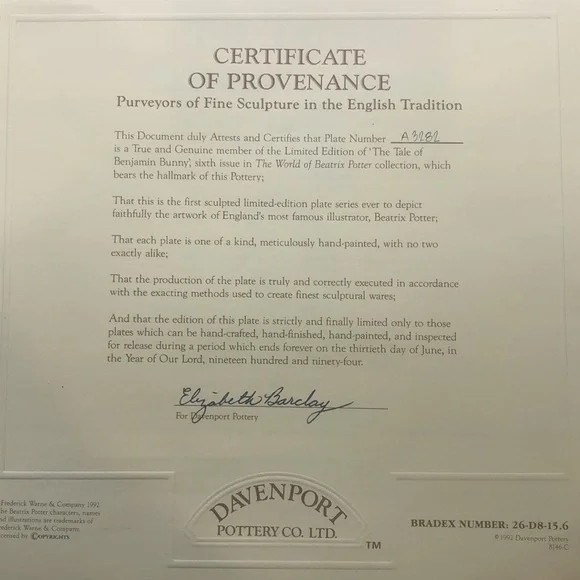 CERTIFICATE
OF PROVENANCE
Purveyors of Fine Sculpture in the English Tradition
This Document duly Attests and Certifies that Plate Number A3282
is a True and Genuine member of the Limited Edition of 'The Tale of
Benjamin Bunny', sixth issue in The World of Beatrix Potter collection, which
bears the hallmark of this Pottery;
That this is the first sculpted limited-edition plate series ever to depict
faithfully the artwork of England's most famous illustrator, Beatrix Potter;
That each plate is one of a kind, meticulously hand-painted, with no two
exactly alike;
That the production of the plate is truly and correctly executed in accordance
with the exacting methods used to create finest sculptural wares;
And that the edition of this plate is strictly and finally limited only to those
plates which can be hand-crafted, hand-finished, hand-painted, and inspected
for release during a period which ends forever on the thirtieth day of June, in
the Year of Our Lord, nineteen hundred and ninety-four.
Elizabeth Barclay
For Davenport Pottery
Frederick Warne & Company 1992
he Beatrix Potter characters, names
nd illustrations are trademarks of
rederick Warne & Company.
icensed by ©OPYRIGHTS
DAVENPORT
POTTERY CO. LTD.
TM
BRADEX NUMBER: 26-D8-15.6
©1992 Davenport Pottery